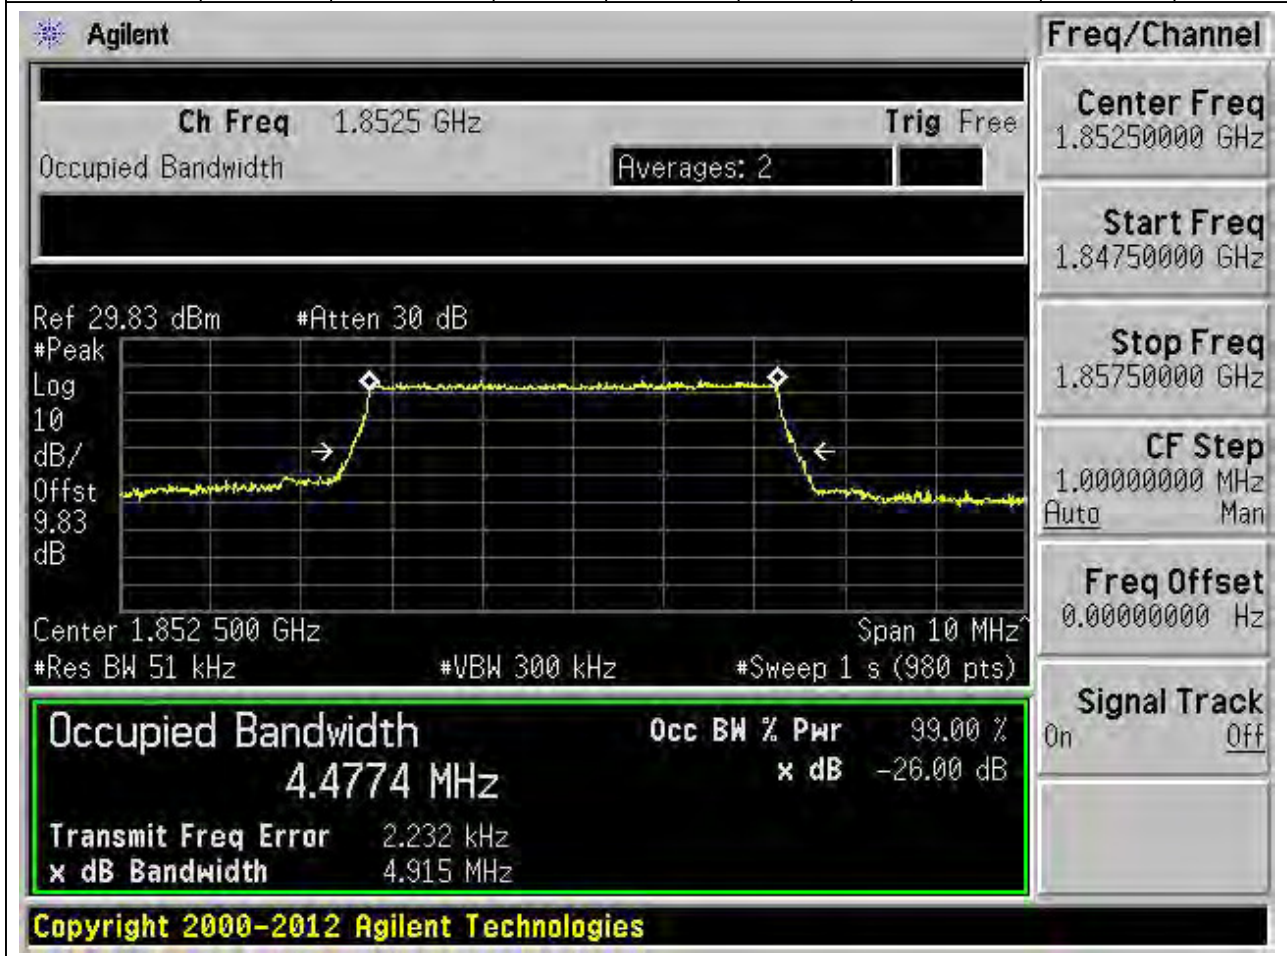 Agilent
Freq/Channel
Ch Freq 1.8525 GHz Trig Free
Occupied Bandwidth Averages: 2
Center Freq
1.85250000 GHz
Start Freq
1.84750000 GHz
Stop Freq
1.85750000 GHz
CF Step
1.00000000 MHz
Auto Man
Freq Offset
0.00000000 Hz
Signal Track
On Off
Ref 29.83 dBm #Atten 30 dB
#Peak
Log
10
dB/
Offst
9.83
dB
Center 1.852 500 GHz Span 10 MHz^
#Res BW 51 kHz #VBW 300 kHz #Sweep 1 s (980 pts)
Occupied Bandwidth Occ BW % Pwr 99.00 %
4.4774 MHz x dB -26.00 dB
Transmit Freq Error 2.232 kHz
x dB Bandwidth 4.915 MHz
Copyright 2000-2012 Agilent Technologies